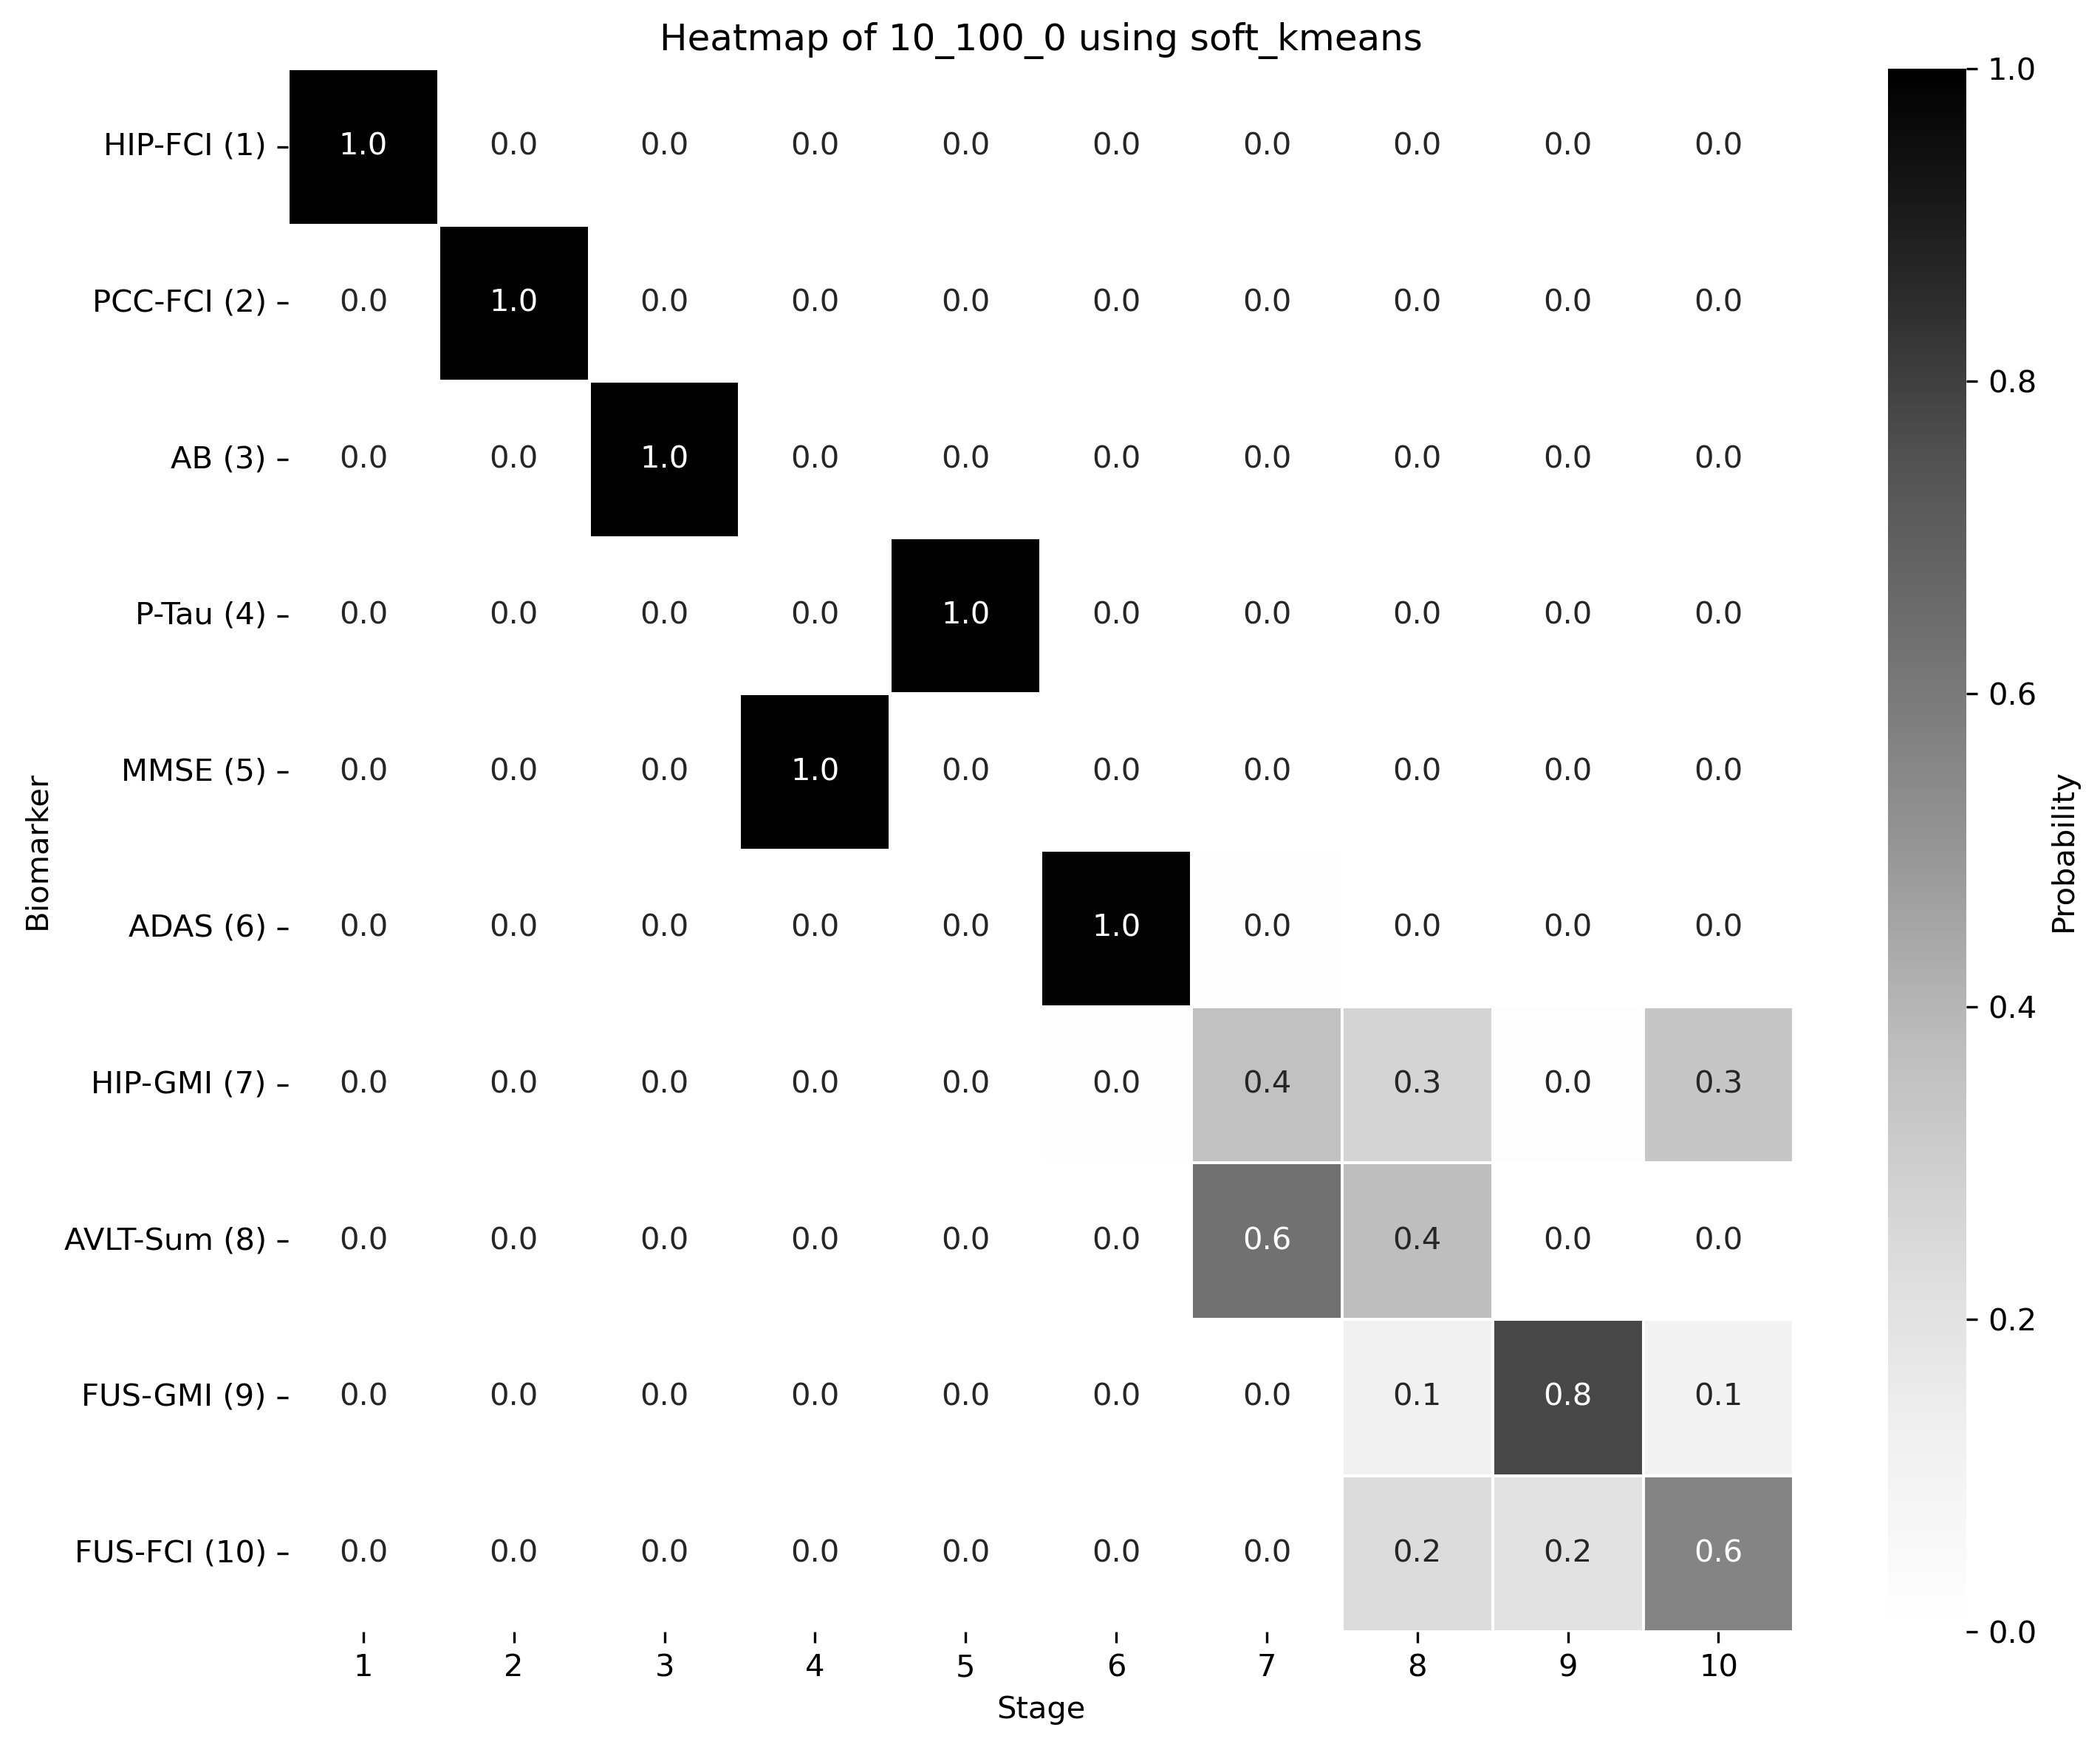 Heatmap of 10_100_0 using soft_kmeans
HIP-FCI (1) 1.0 0.0 0.0 0.0 0.0 0.0 0.0 0.0 0.0 0.0
PCC-FCI (2) 0.0 1.0 0.0 0.0 0.0 0.0 0.0 0.0 0.0 0.0
AB (3) 0.0 0.0 1.0 0.0 0.0 0.0 0.0 0.0 0.0 0.0
P-Tau (4) 0.0 0.0 0.0 0.0 1.0 0.0 0.0 0.0 0.0 0.0
MMSE (5) 0.0 0.0 0.0 1.0 0.0 0.0 0.0 0.0 0.0 0.0
ADAS (6) 0.0 0.0 0.0 0.0 0.0 1.0 0.0 0.0 0.0 0.0
HIP-GMI (7) 0.0 0.0 0.0 0.0 0.0 0.0 0.4 0.3 0.0 0.3
AVLT-Sum (8) 0.0 0.0 0.0 0.0 0.0 0.0 0.6 0.4 0.0 0.0
FUS-GMI (9) 0.0 0.0 0.0 0.0 0.0 0.0 0.0 0.1 0.8 0.1
FUS-FCI (10) 0.0 0.0 0.0 0.0 0.0 0.0 0.0 0.2 0.2 0.6
1 2 3 4 5 6 7 8 9 10
Stage
Biomarker
1.0
0.8
0.6
0.4
0.2
0.0
Probability